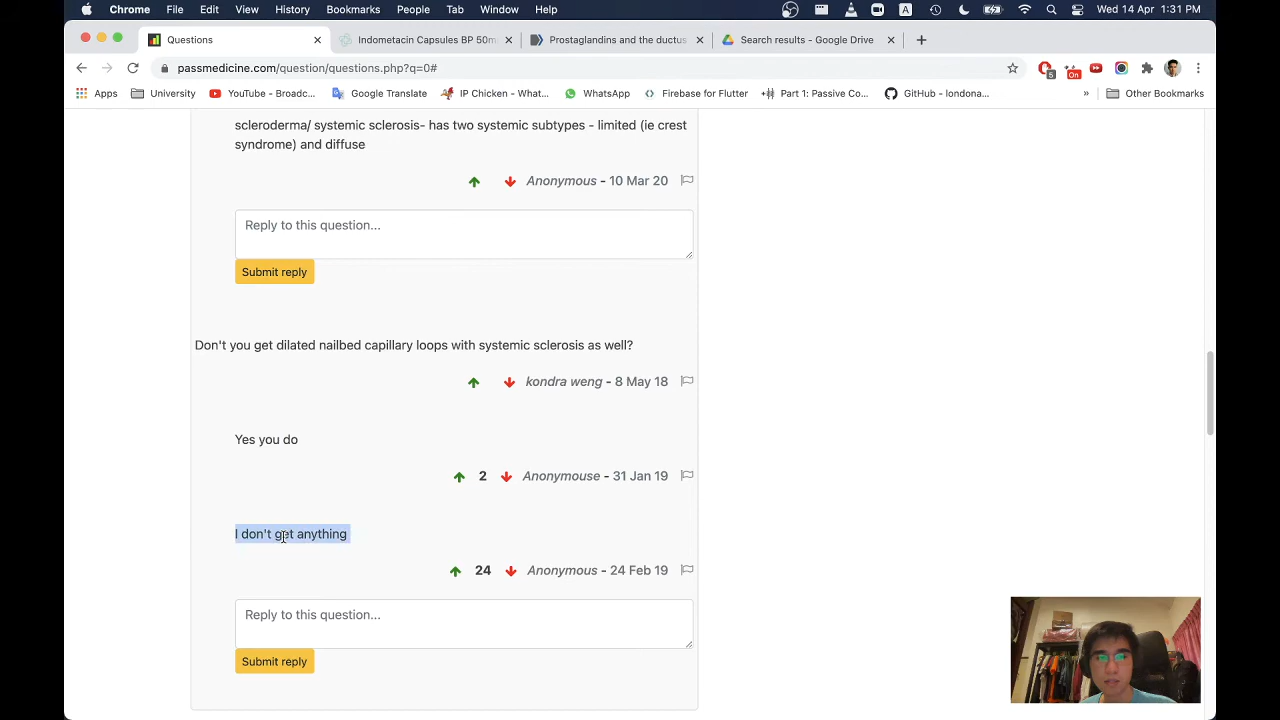 Chrome File Edit View History Bookmarks People Tab Window Help A Wed 14 Apr 1:31 PM
Questions Indometacin Capsules BP 50m Prostaglandins and the ductus Search results - Google Drive
passmedicine.com/question/questions.php?q=0# 5 On
Apps University YouTube - Broadc... Google Translate IP Chicken - What... WhatsApp Firebase for Flutter Part 1: Passive Co... GitHub - londona... » Other Bookmarks
scleroderma/ systemic sclerosis- has two systemic subtypes - limited (ie crest
syndrome) and diffuse
Anonymous - 10 Mar 20
Reply to this question...
Submit reply
Don't you get dilated nailbed capillary loops with systemic sclerosis as well?
kondra weng - 8 May 18
Yes you do
2 Anonymouse - 31 Jan 19
I don't get anything
24 Anonymous - 24 Feb 19
Reply to this question...
Submit reply